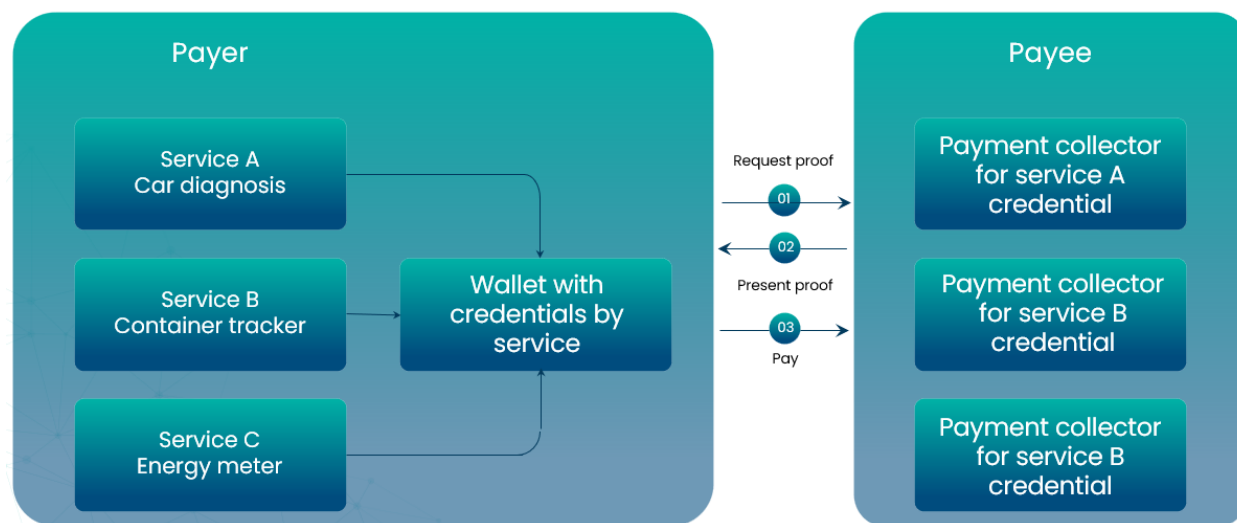 Payer
Service A
Car diagnosis
Service B
Container tracker
Service C
Energy meter
Wallet with
credentials by
service
Request proof
01
02
Present proof
03
Pay
Payee
Payment collector
for service A
credential
Payment collector
for service B
credential
Payment collector
for service B
credential